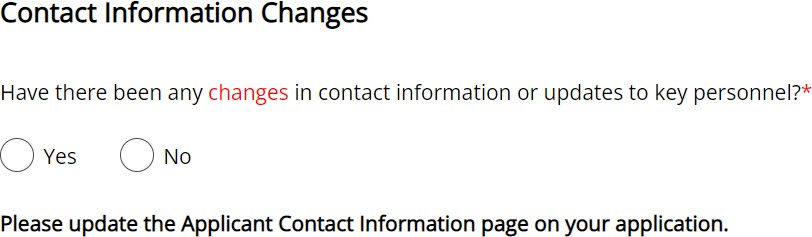 Contact Information Changes
Have there been any changes in contact information or updates to key personnel?*
Yes No
Please update the Applicant Contact Information page on your application.